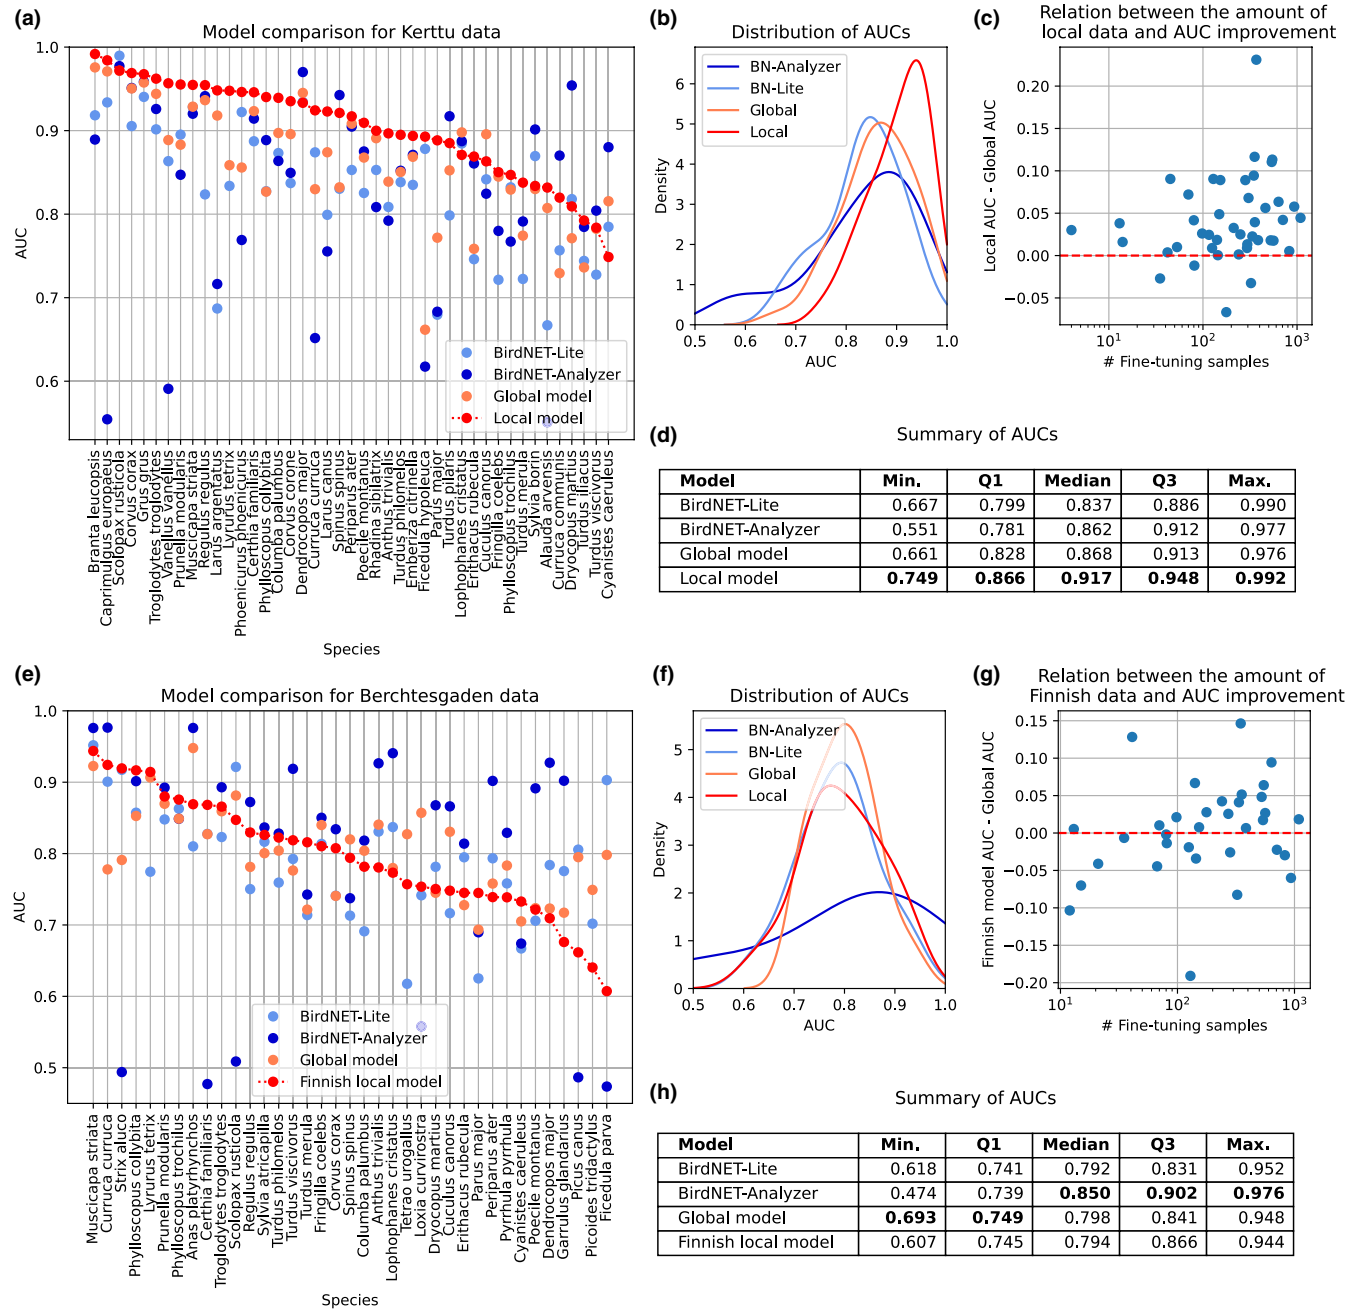 (a)
Model comparison for Kerttu data
1.0
0.9
0.8
0.7
0.6
AUC
BirdNET-Lite
BirdNET-Analyzer
Global model
Local model
Branta leucopsis
Caprimulgus europaeus
Scolopax rusticola
Corvus corax
Grus grus
Troglodytes troglodytes
Vanellus vanellus
Prunella modularis
Muscicapa striata
Regulus regulus
Larus argentatus
Lyrurus tetrix
Phoenicurus phoenicurus
Certhia familiaris
Phylloscopus collybita
Columba palumbus
Corvus corone
Dendrocopos major
Curruca curruca
Larus canus
Spinus spinus
Periparus ater
Poecile montanus
Rhadina sibilatrix
Anthus trivialis
Turdus philomelos
Emberiza citrinella
Ficedula hypoleuca
Parus major
Turdus pilaris
Lophophanes cristatus
Erithacus rubecula
Cuculus canorus
Fringilla coelebs
Phylloscopus trochilus
Turdus merula
Sylvia borin
Alauda arvensis
Curruca communis
Dryocopus martius
Turdus iliacus
Turdus viscivorus
Cyanistes caeruleus
Species
(b)
Distribution of AUCs
BN-Analyzer
BN-Lite
Global
Local
6
5
4
3
2
1
0
Density
0.5 0.6 0.7 0.8 0.9 1.0
AUC
(c)
Relation between the amount of
local data and AUC improvement
0.20
0.15
0.10
0.05
0.00
−0.05
Local AUC - Global AUC
10¹ 10² 10³
# Fine-tuning samples
(d)
Summary of AUCs
Model Min. Q1 Median Q3 Max.
BirdNET-Lite 0.667 0.799 0.837 0.886 0.990
BirdNET-Analyzer 0.551 0.781 0.862 0.912 0.977
Global model 0.661 0.828 0.868 0.913 0.976
Local model 0.749 0.866 0.917 0.948 0.992
(e)
Model comparison for Berchtesgaden data
1.0
0.9
0.8
0.7
0.6
0.5
AUC
BirdNET-Lite
BirdNET-Analyzer
Global model
Finnish local model
Muscicapa striata
Curruca curruca
Strix aluco
Phylloscopus collybita
Lyrurus tetrix
Prunella modularis
Phylloscopus trochilus
Anas platyrhynchos
Certhia familiaris
Troglodytes troglodytes
Scolopax rusticola
Regulus regulus
Sylvia atricapilla
Turdus philomelos
Turdus viscivorus
Turdus merula
Fringilla coelebs
Corvus corax
Spinus spinus
Columba palumbus
Anthus trivialis
Lophophanes cristatus
Tetrao urogallus
Loxia curvirostra
Dryocopus martius
Cuculus canorus
Erithacus rubecula
Parus major
Periparus ater
Pyrrhula pyrrhula
Cyanistes caeruleus
Poecile montanus
Dendrocopos major
Garrulus glandarius
Picus canus
Picoides tridactylus
Ficedula parva
Species
(f)
Distribution of AUCs
BN-Analyzer
BN-Lite
Global
Local
5
4
3
2
1
0
Density
0.5 0.6 0.7 0.8 0.9 1.0
AUC
(g)
Relation between the amount of
Finnish data and AUC improvement
0.15
0.10
0.05
0.00
−0.05
−0.10
−0.15
−0.20
Finnish model AUC - Global AUC
10¹ 10² 10³
# Fine-tuning samples
(h)
Summary of AUCs
Model Min. Q1 Median Q3 Max.
BirdNET-Lite 0.618 0.741 0.792 0.831 0.952
BirdNET-Analyzer 0.474 0.739 0.850 0.902 0.976
Global model 0.693 0.749 0.798 0.841 0.948
Finnish local model 0.607 0.745 0.794 0.866 0.944